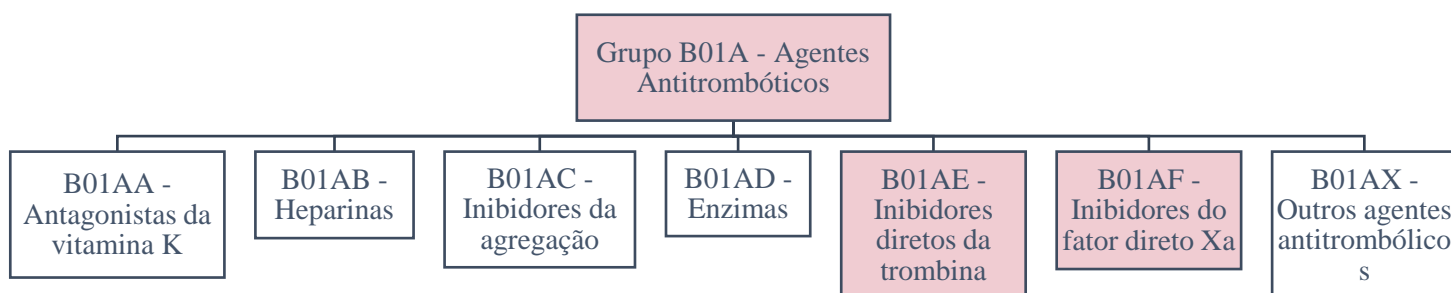 Grupo B01A - Agentes
Antitrombóticos
B01AA -
Antagonistas da
vitamina K
B01AB -
Heparinas
B01AC -
Inibidores da
agregação
B01AD -
Enzimas
B01AE -
Inibidores
diretos da
trombina
B01AF -
Inibidores do
fator direto Xa
B01AX -
Outros agentes
antitrombólico
s